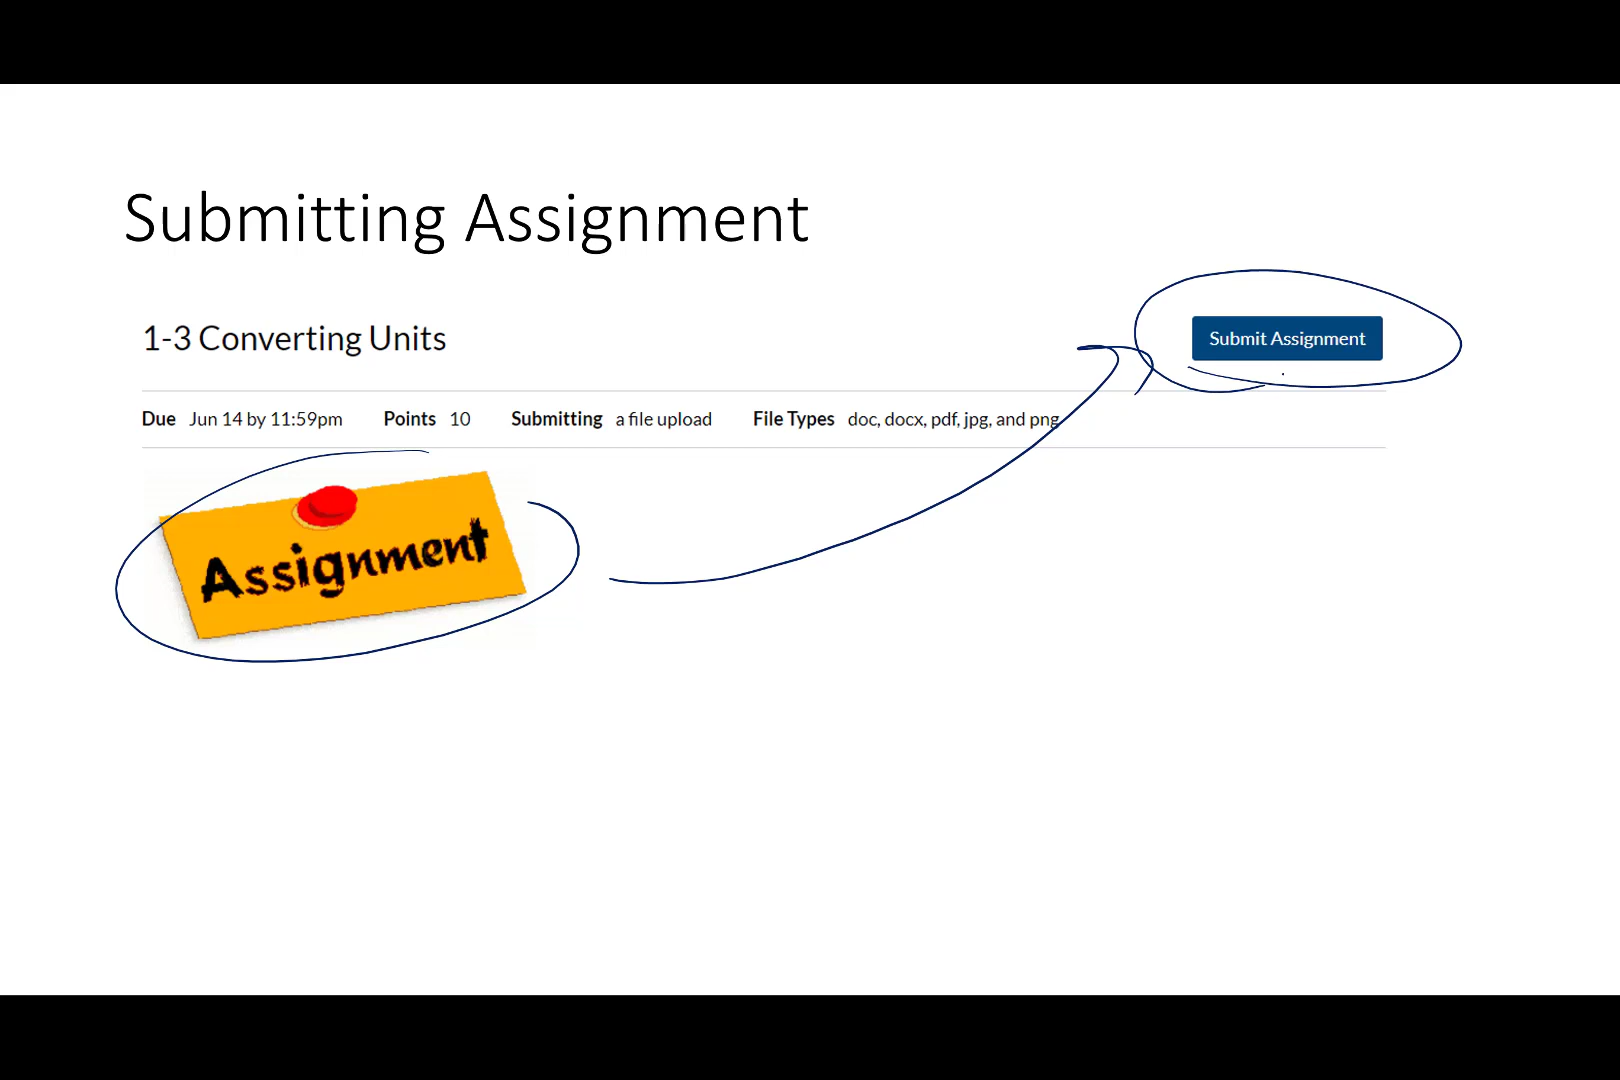 Submitting Assignment
1-3 Converting Units
Submit Assignment
Due Jun 14 by 11:59pm Points 10 Submitting a file upload File Types doc, docx, pdf, jpg, and png
Assignment